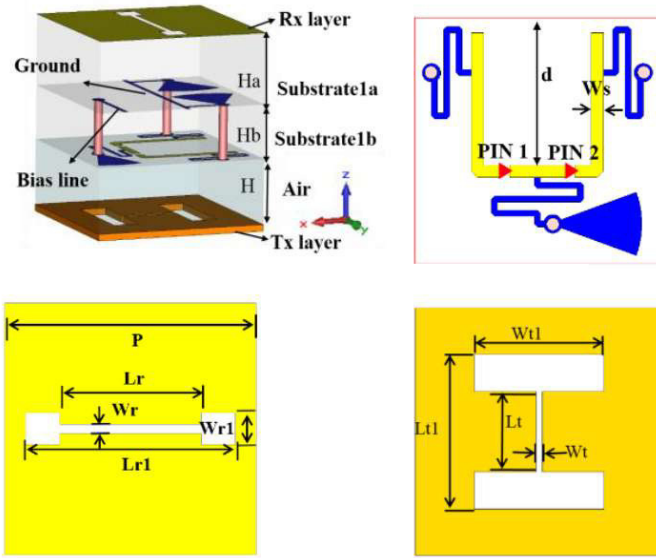 Rx layer
Ground
Ha
Substrate1a
Hb
Substrate1b
Bias line
H
Air
Tx layer
z
x
y
d
Ws
PIN 1
PIN 2
P
Lr
Wr
Wr1
Lr1
Wt1
Lt1
Lt
Wt